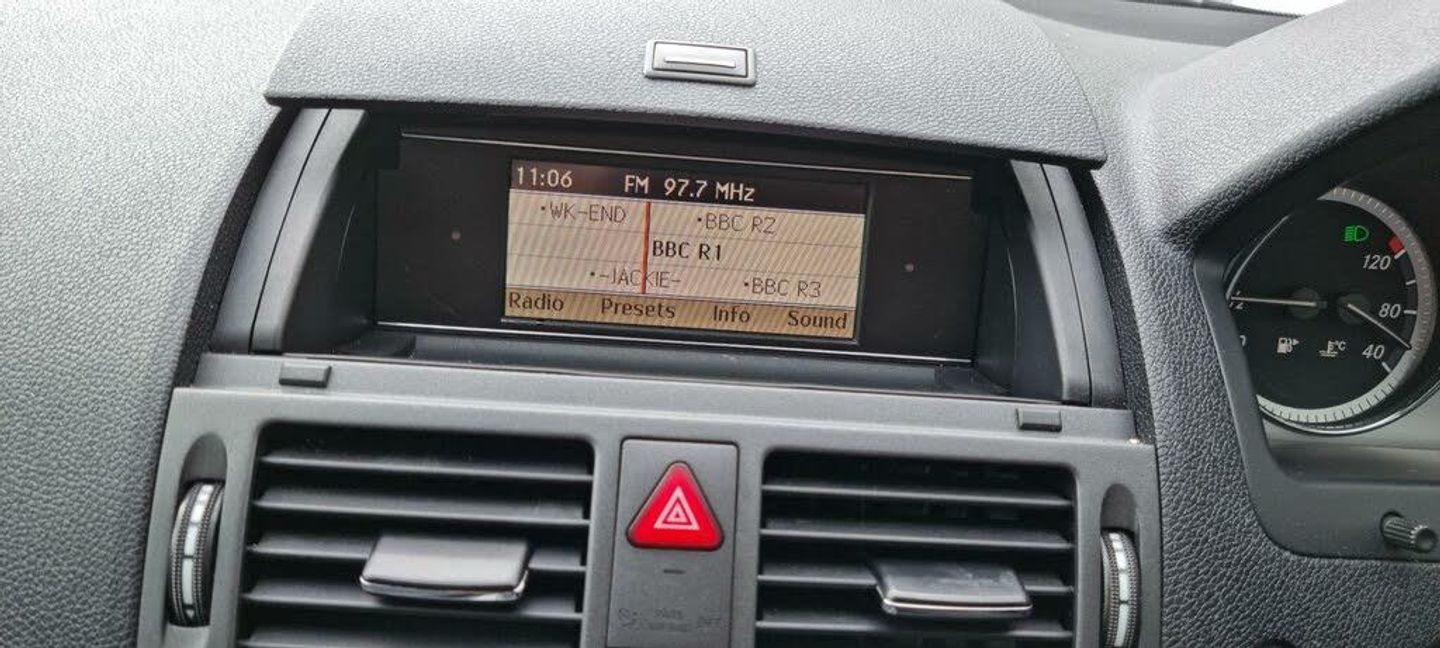 11:06 FM 97.7 MHz
•WK-END •BBC R2
BBC R1
•-JACKIE- •BBC R3
Radio Presets Info Sound
120
80
40
°C